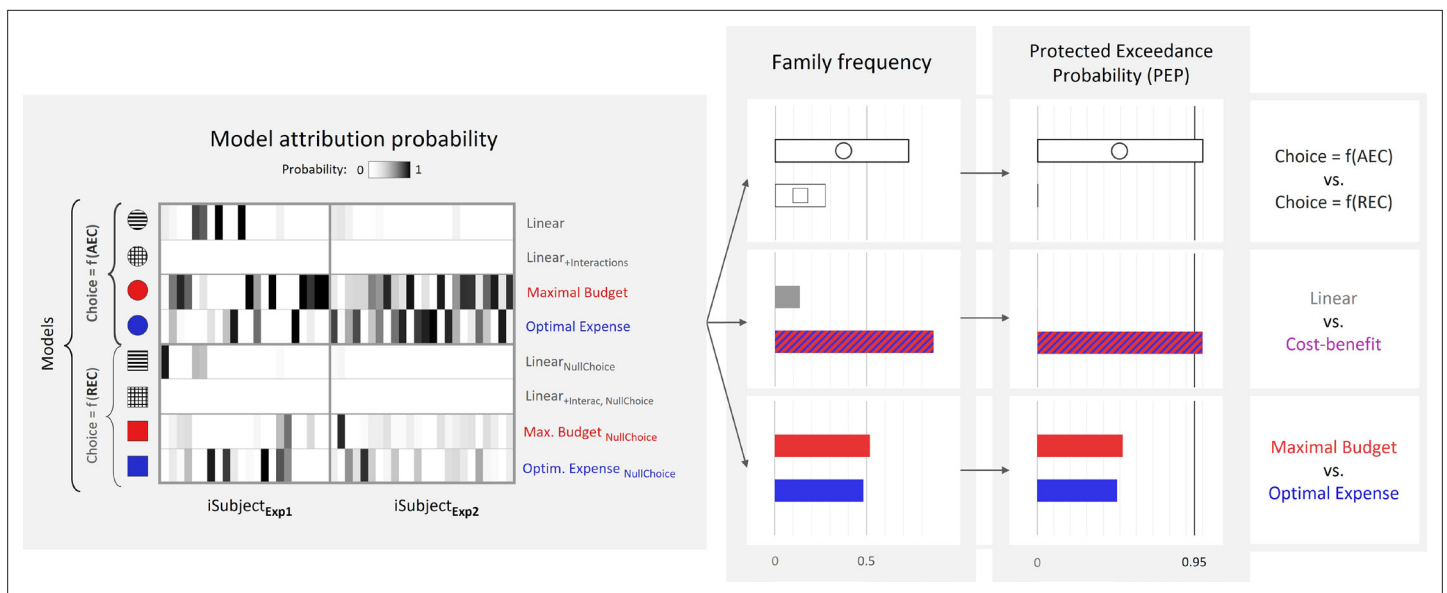 Model attribution probability
Probability: 0 1
Models
Choice = f(AEC)
Choice = f(REC)
Linear
Linear+Interactions
Maximal Budget
Optimal Expense
LinearNullChoice
Linear+Interac, NullChoice
Max. Budget NullChoice
Optim. Expense NullChoice
iSubjectExp1
iSubjectExp2
Family frequency
0
0.5
Protected Exceedance
Probability (PEP)
0
0.95
Choice = f(AEC)
vs.
Choice = f(REC)
Linear
vs.
Cost-benefit
Maximal Budget
vs.
Optimal Expense